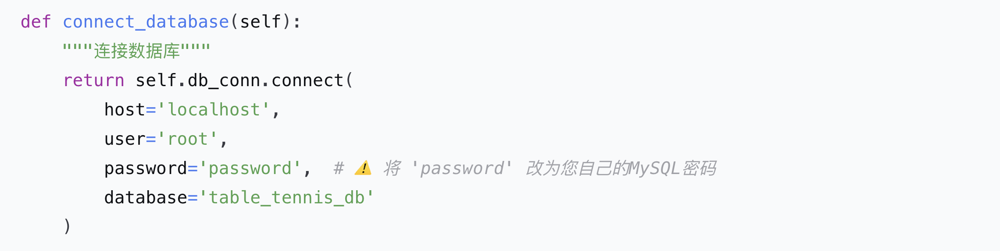 def connect_database(self):
    """连接数据库"""
    return self.db_conn.connect(
        host='localhost',
        user='root',
        password='password',  # ⚠️ 将 'password' 改为您自己的MySQL密码
        database='table_tennis_db'
    )